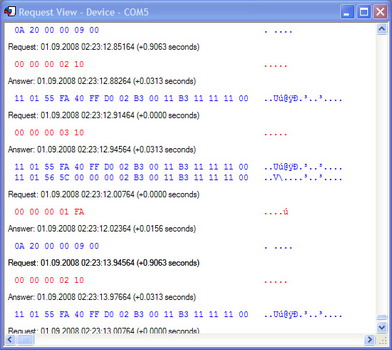 Request View - Device - COM5
0A 20 00 00 09 00 . ....
Request: 01.09.2008 02:23:12.85164 (+0.9063 seconds)
00 00 00 02 10 .....
Answer: 01.09.2008 02:23:12.88264 (+0.0313 seconds)
11 01 55 FA 40 FF D0 02 B3 00 11 B3 11 11 11 00 ..Uú@ÿÐ.³..³....
Request: 01.09.2008 02:23:12.91464 (+0.0000 seconds)
00 00 00 03 10 .....
Answer: 01.09.2008 02:23:12.94564 (+0.0313 seconds)
11 01 55 FA 40 FF D0 02 B3 00 11 B3 11 11 11 00 ..Uú@ÿÐ.³..³....
11 01 56 5C 00 00 00 02 B3 00 11 B3 11 11 11 00 ..V\....³..³....
Request: 01.09.2008 02:23:12.00764 (+0.0000 seconds)
00 00 00 01 FA ....ú
Answer: 01.09.2008 02:23:12.02364 (+0.0156 seconds)
0A 20 00 00 09 00 . ....
Request: 01.09.2008 02:23:13.94564 (+0.9063 seconds)
00 00 00 02 10 .....
Answer: 01.09.2008 02:23:13.97664 (+0.0313 seconds)
11 01 55 FA 40 FF D0 02 B3 00 11 B3 11 11 11 00 ..Uú@ÿÐ.³..³....
Request: 01.09.2008 02:23:13.00764 (+0.0000 seconds)